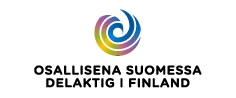 OSALLISENA SUOMESSA
DELAKTIG I FINLAND